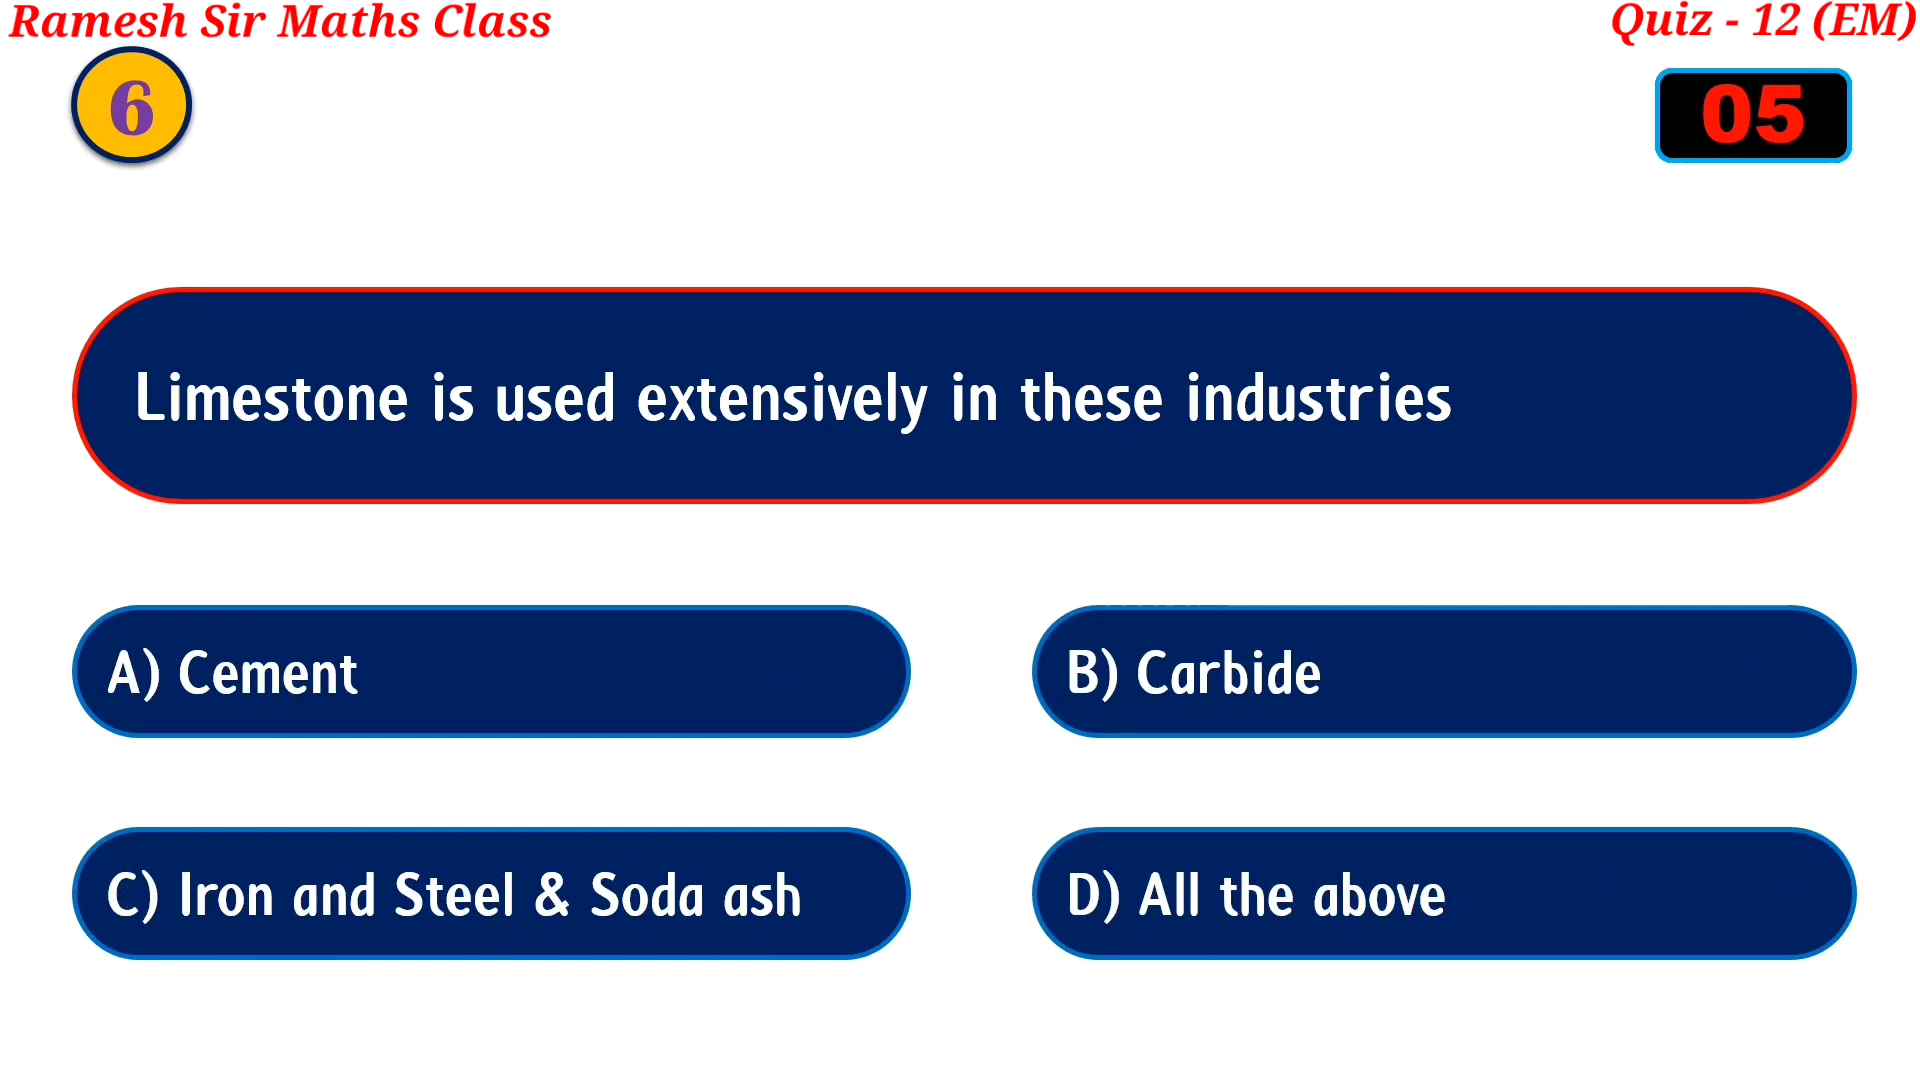 Ramesh Sir Maths Class
Quiz - 12 (EM)
6
05
Limestone is used extensively in these industries
A) Cement
B) Carbide
C) Iron and Steel & Soda ash
D) All the above